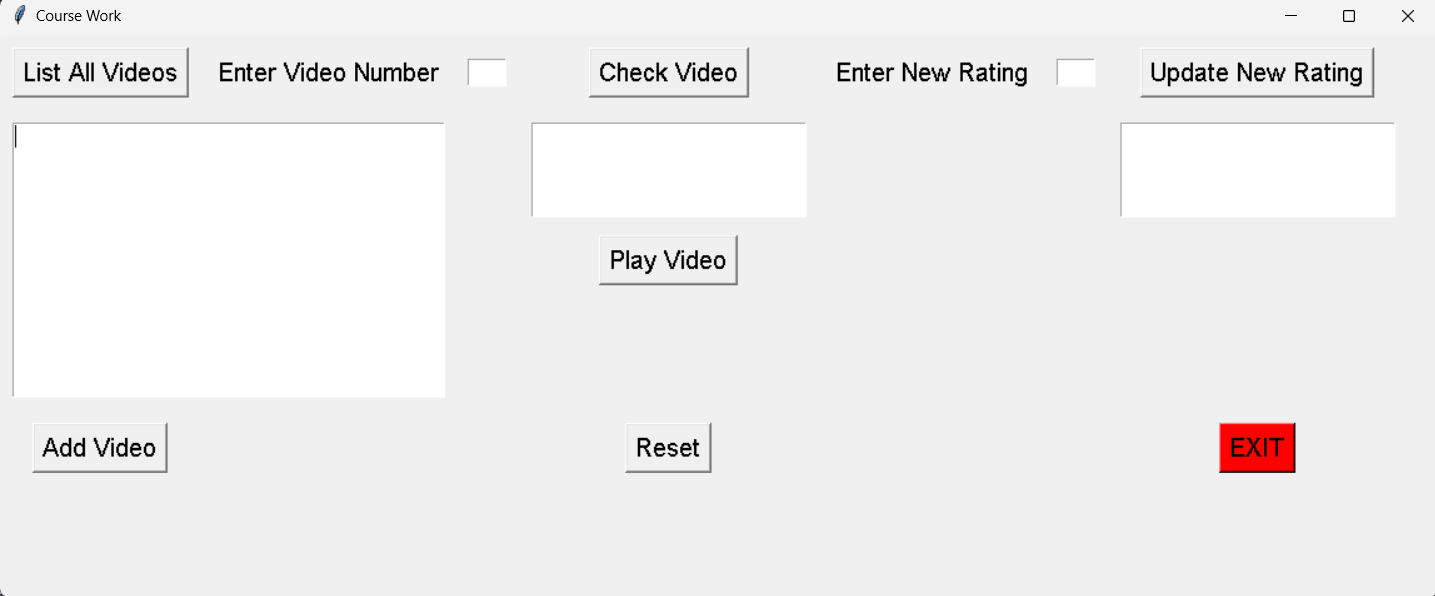 Course Work
List All Videos Enter Video Number Check Video Enter New Rating Update New Rating
Play Video
Add Video Reset EXIT